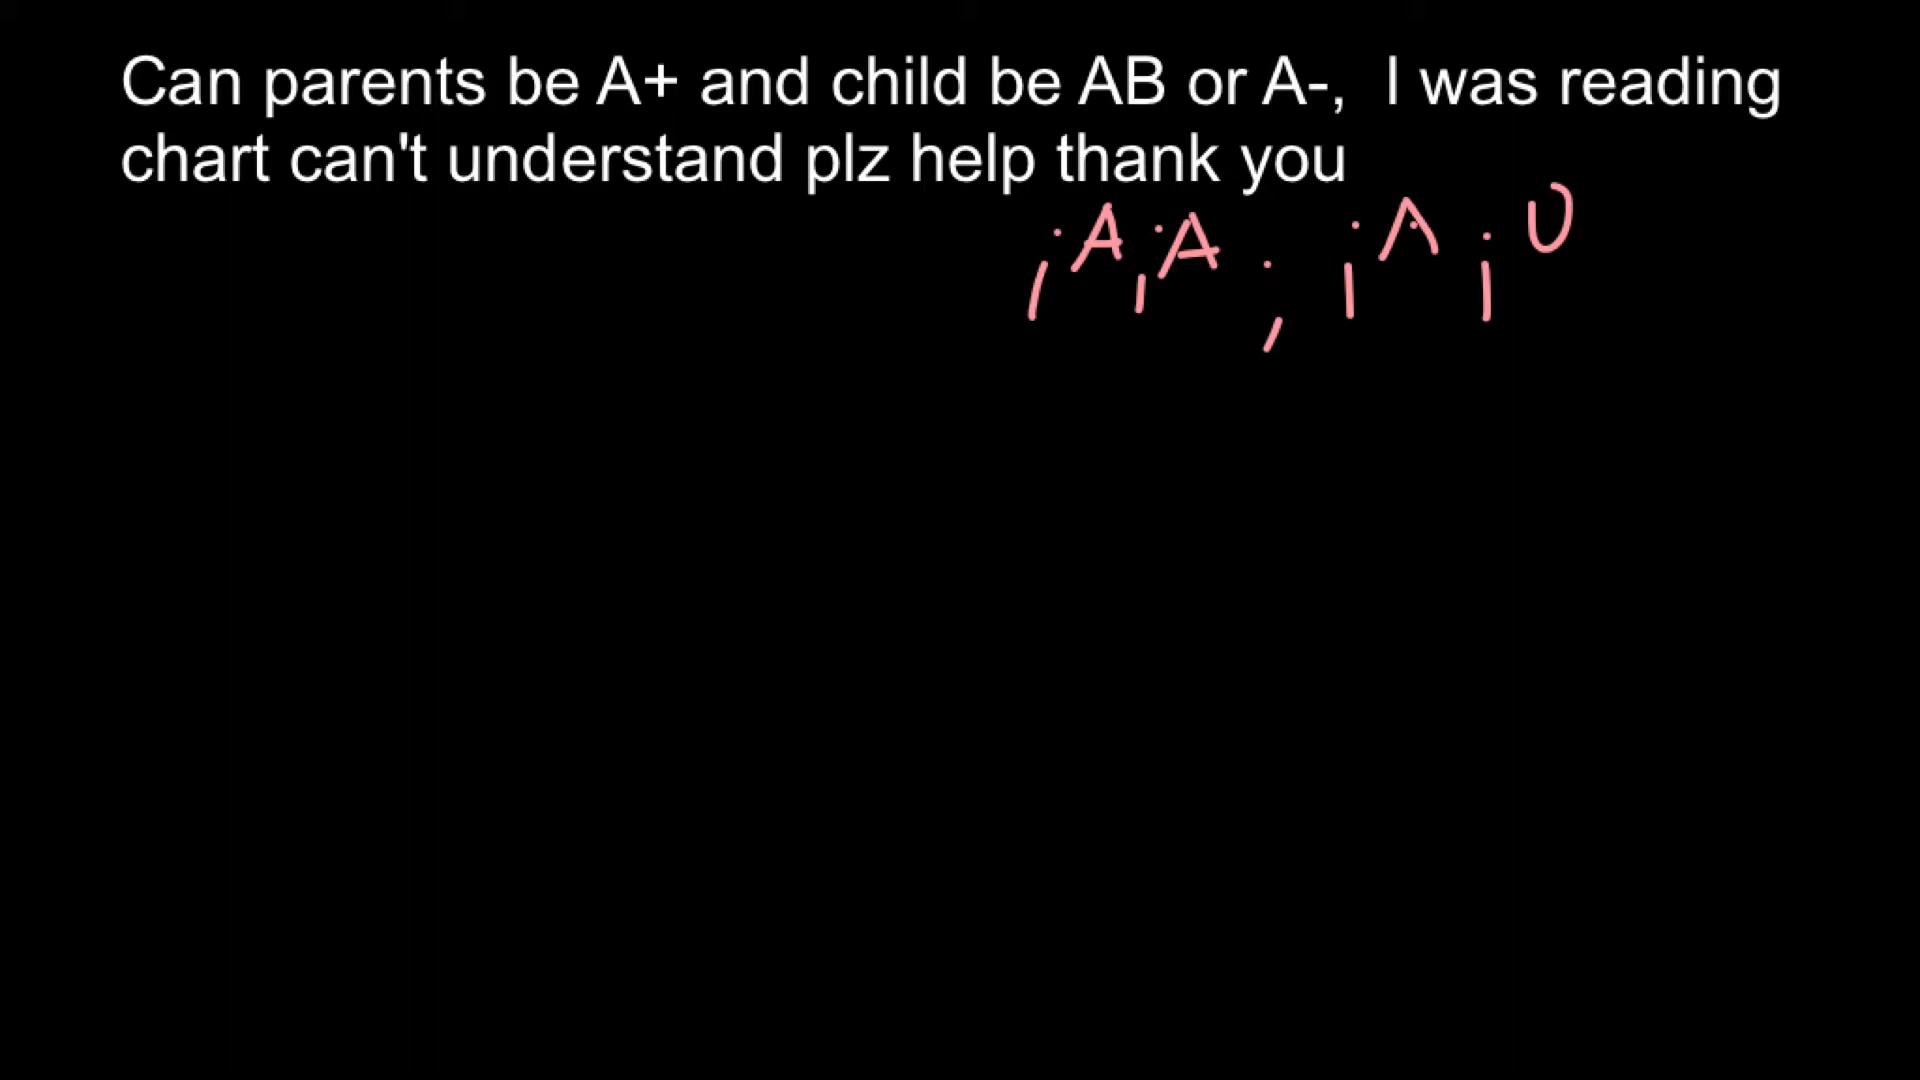 Can parents be A+ and child be AB or A-,  I was reading
chart can't understand plz help thank you
i^A i^A ; i^A i^O